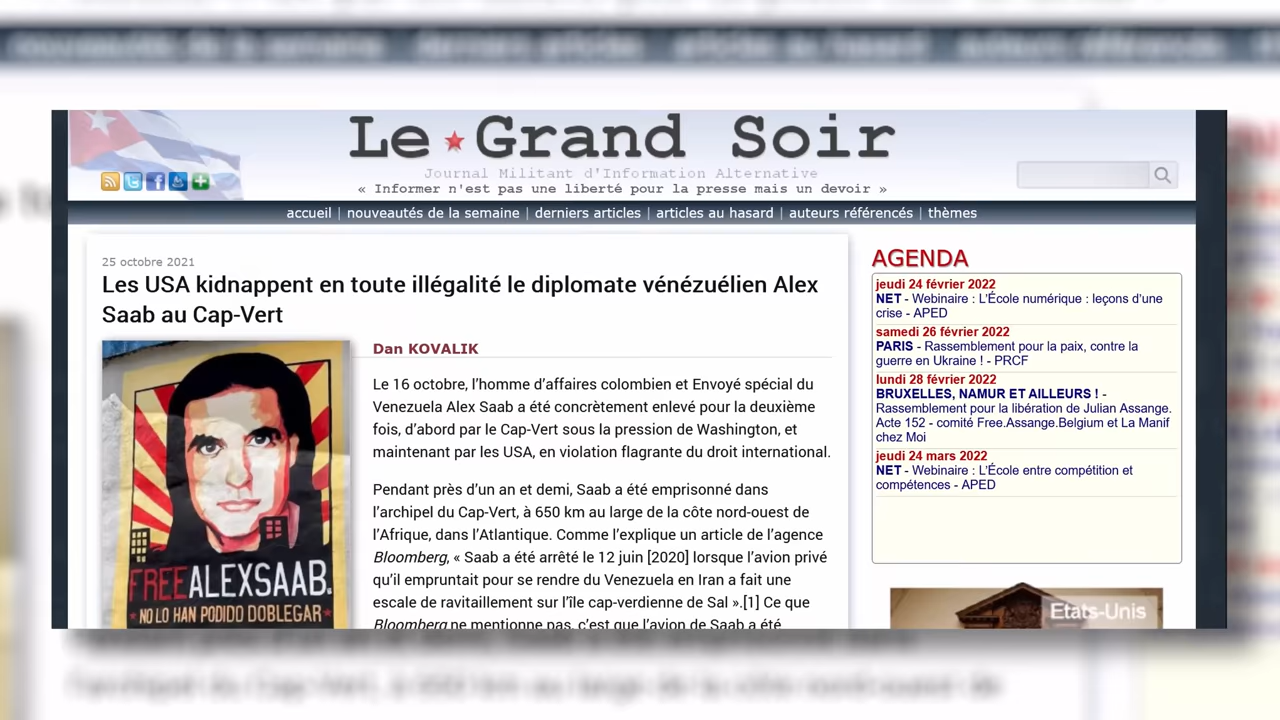 Le Grand Soir
Journal Militant d'Information Alternative
« Informer n'est pas une liberté pour la presse mais un devoir »
accueil | nouveautés de la semaine | derniers articles | articles au hasard | auteurs référencés | thèmes
25 octobre 2021
Les USA kidnappent en toute illégalité le diplomate vénézuélien Alex
Saab au Cap-Vert
FREEALEXSAAB.
NO LO HAN PODIDO DOBLEGAR
Dan KOVALIK
Le 16 octobre, l'homme d'affaires colombien et Envoyé spécial du
Venezuela Alex Saab a été concrètement enlevé pour la deuxième
fois, d'abord par le Cap-Vert sous la pression de Washington, et
maintenant par les USA, en violation flagrante du droit international.
Pendant près d'un an et demi, Saab a été emprisonné dans
l'archipel du Cap-Vert, à 650 km au large de la côte nord-ouest de
l'Afrique, dans l'Atlantique. Comme l'explique un article de l'agence
Bloomberg, « Saab a été arrêté le 12 juin [2020] lorsque l'avion privé
qu'il empruntait pour se rendre du Venezuela en Iran a fait une
escale de ravitaillement sur l'île cap-verdienne de Sal ».[1] Ce que
Bloomberg ne mentionne pas, c'est que l'avion de Saab a été
AGENDA
jeudi 24 février 2022
NET - Webinaire : L'École numérique : leçons d'une
crise - APED
samedi 26 février 2022
PARIS - Rassemblement pour la paix, contre la
guerre en Ukraine ! - PRCF
lundi 28 février 2022
BRUXELLES, NAMUR ET AILLEURS ! -
Rassemblement pour la libération de Julian Assange.
Acte 152 - comité Free.Assange.Belgium et La Manif
chez Moi
jeudi 24 mars 2022
NET - Webinaire : L'École entre compétition et
compétences - APED
Etats-Unis